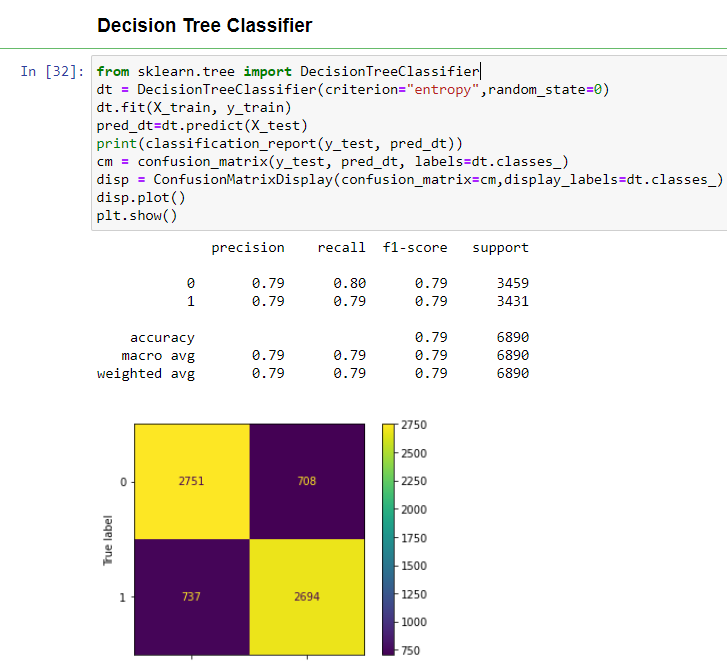 Decision Tree Classifier
In [32]: from sklearn.tree import DecisionTreeClassifier
dt = DecisionTreeClassifier(criterion="entropy",random_state=0)
dt.fit(X_train, y_train)
pred_dt=dt.predict(X_test)
print(classification_report(y_test, pred_dt))
cm = confusion_matrix(y_test, pred_dt, labels=dt.classes_)
disp = ConfusionMatrixDisplay(confusion_matrix=cm,display_labels=dt.classes_)
disp.plot()
plt.show()
precision recall f1-score support
0 0.79 0.80 0.79 3459
1 0.79 0.79 0.79 3431
accuracy 0.79 6890
macro avg 0.79 0.79 0.79 6890
weighted avg 0.79 0.79 0.79 6890
2750
2500
0 2751 708 2250
2000
True label
1750
1500
1 737 2694 1250
1000
750